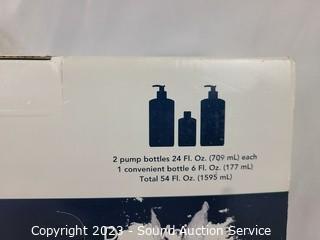 2 pump bottles 24 Fl. Oz. (709 mL) each
1 convenient bottle 6 Fl. Oz. (177 mL)
Total 54 Fl. Oz. (1595 mL)
Copyright 2023 - Sound Auction Service